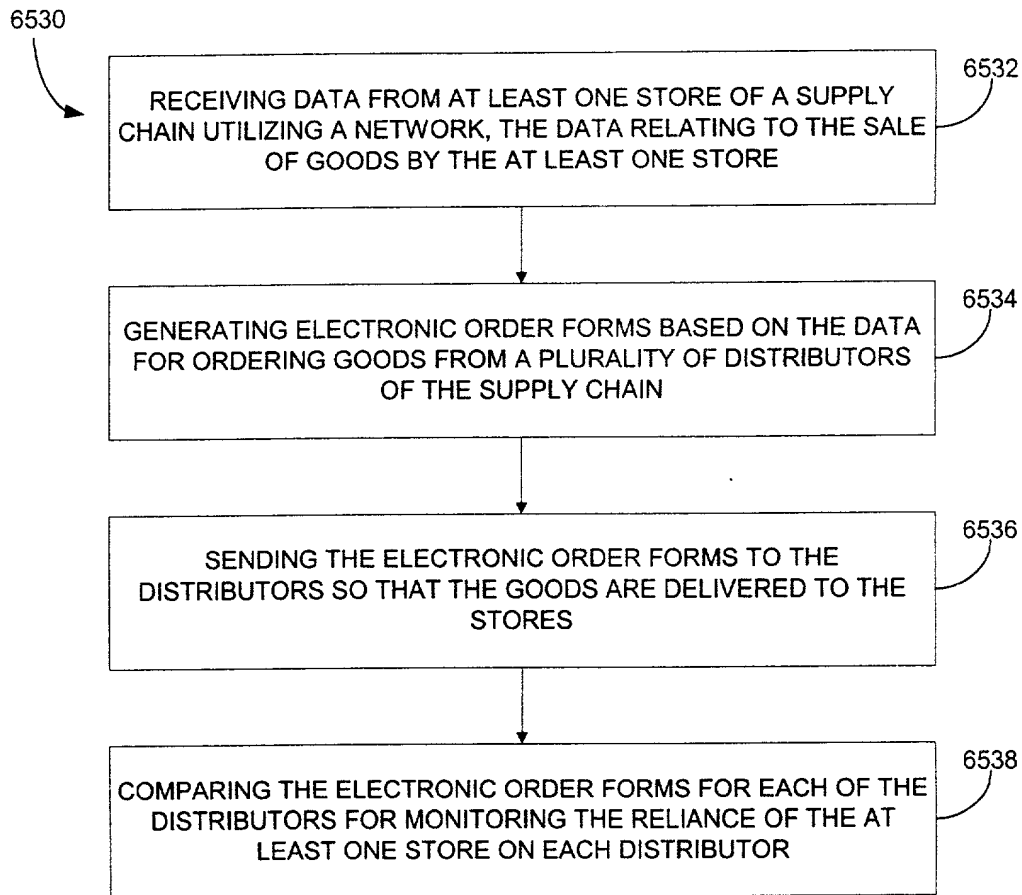 6530
6532
RECEIVING DATA FROM AT LEAST ONE STORE OF A SUPPLY
CHAIN UTILIZING A NETWORK, THE DATA RELATING TO THE SALE
OF GOODS BY THE AT LEAST ONE STORE
6534
GENERATING ELECTRONIC ORDER FORMS BASED ON THE DATA
FOR ORDERING GOODS FROM A PLURALITY OF DISTRIBUTORS
OF THE SUPPLY CHAIN
6536
SENDING THE ELECTRONIC ORDER FORMS TO THE
DISTRIBUTORS SO THAT THE GOODS ARE DELIVERED TO THE
STORES
6538
COMPARING THE ELECTRONIC ORDER FORMS FOR EACH OF THE
DISTRIBUTORS FOR MONITORING THE RELIANCE OF THE AT
LEAST ONE STORE ON EACH DISTRIBUTOR